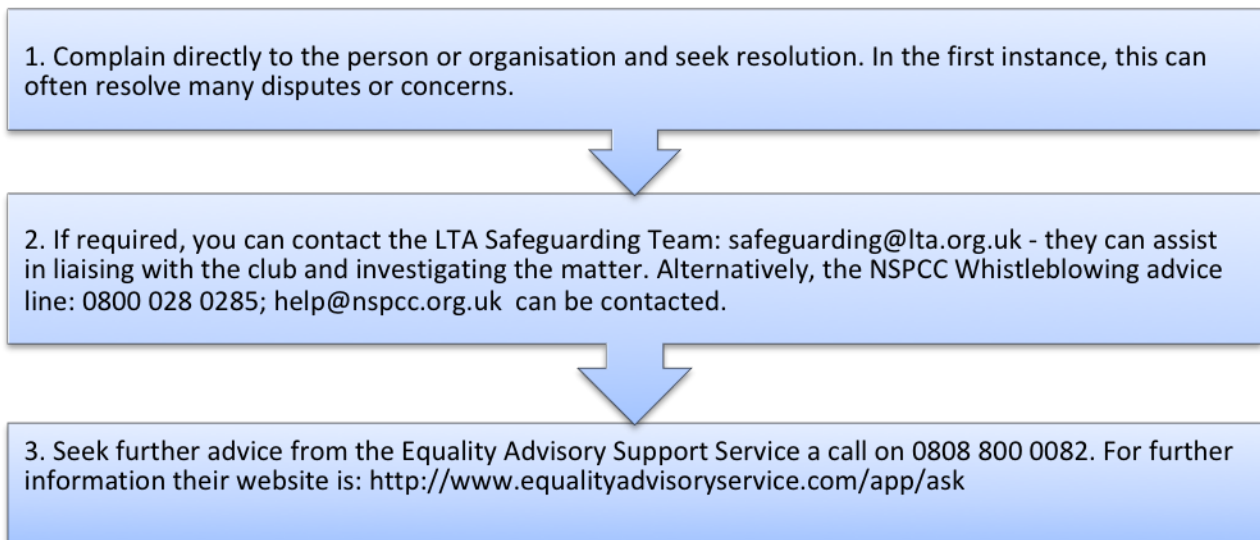 1. Complain directly to the person or organisation and seek resolution. In the first instance, this can
often resolve many disputes or concerns.
2. If required, you can contact the LTA Safeguarding Team: safeguarding@lta.org.uk - they can assist
in liaising with the club and investigating the matter. Alternatively, the NSPCC Whistleblowing advice
line: 0800 028 0285; help@nspcc.org.uk  can be contacted.
3. Seek further advice from the Equality Advisory Support Service a call on 0808 800 0082. For further
information their website is: http://www.equalityadvisoryservice.com/app/ask